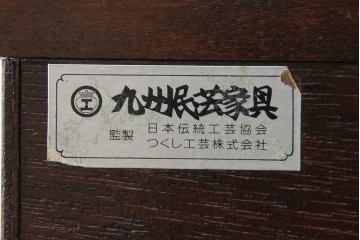 工 九州民芸家具
監製 日本伝統工芸協会
つくし工芸株式会社